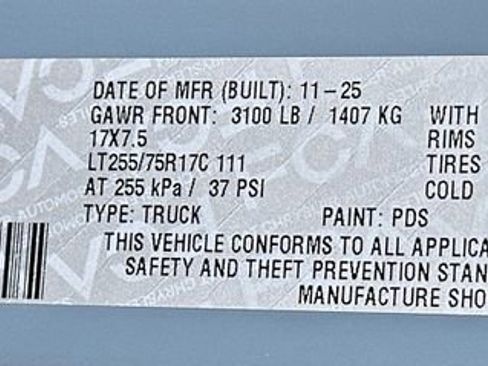 DATE OF MFR (BUILT): 11-25
GAWR FRONT: 3100 LB / 1407 KG WITH
17X7.5 RIMS
LT255/75R17C 111 TIRES
AT 255 kPa / 37 PSI COLD
TYPE: TRUCK PAINT: PDS
THIS VEHICLE CONFORMS TO ALL APPLICA
SAFETY AND THEFT PREVENTION STAN
MANUFACTURE SHO